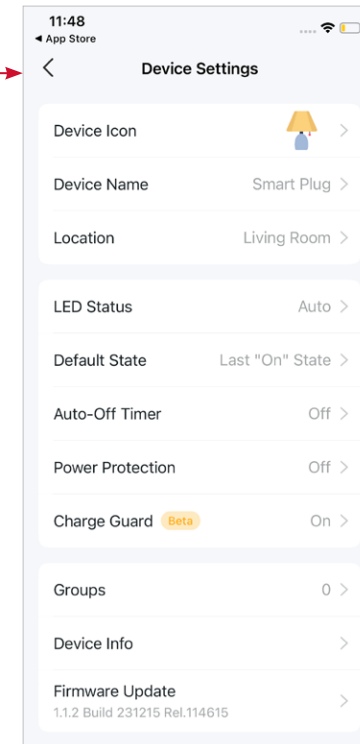 11:48
◀ App Store
Device Settings
Device Icon
Device Name Smart Plug
Location Living Room
LED Status Auto
Default State Last "On" State
Auto-Off Timer Off
Power Protection Off
Charge Guard Beta On
Groups 0
Device Info
Firmware Update
1.1.2 Build 231215 Rel.114615